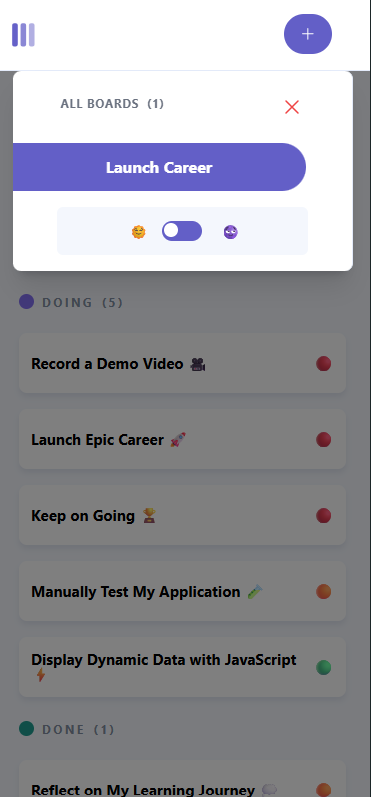 +
ALL BOARDS (1)
Launch Career
DOING (5)
Record a Demo Video 🎥
Launch Epic Career 🚀
Keep on Going 🏆
Manually Test My Application 🧪
Display Dynamic Data with JavaScript
⚡
DONE (1)
Reflect on My Learning Journey 💭